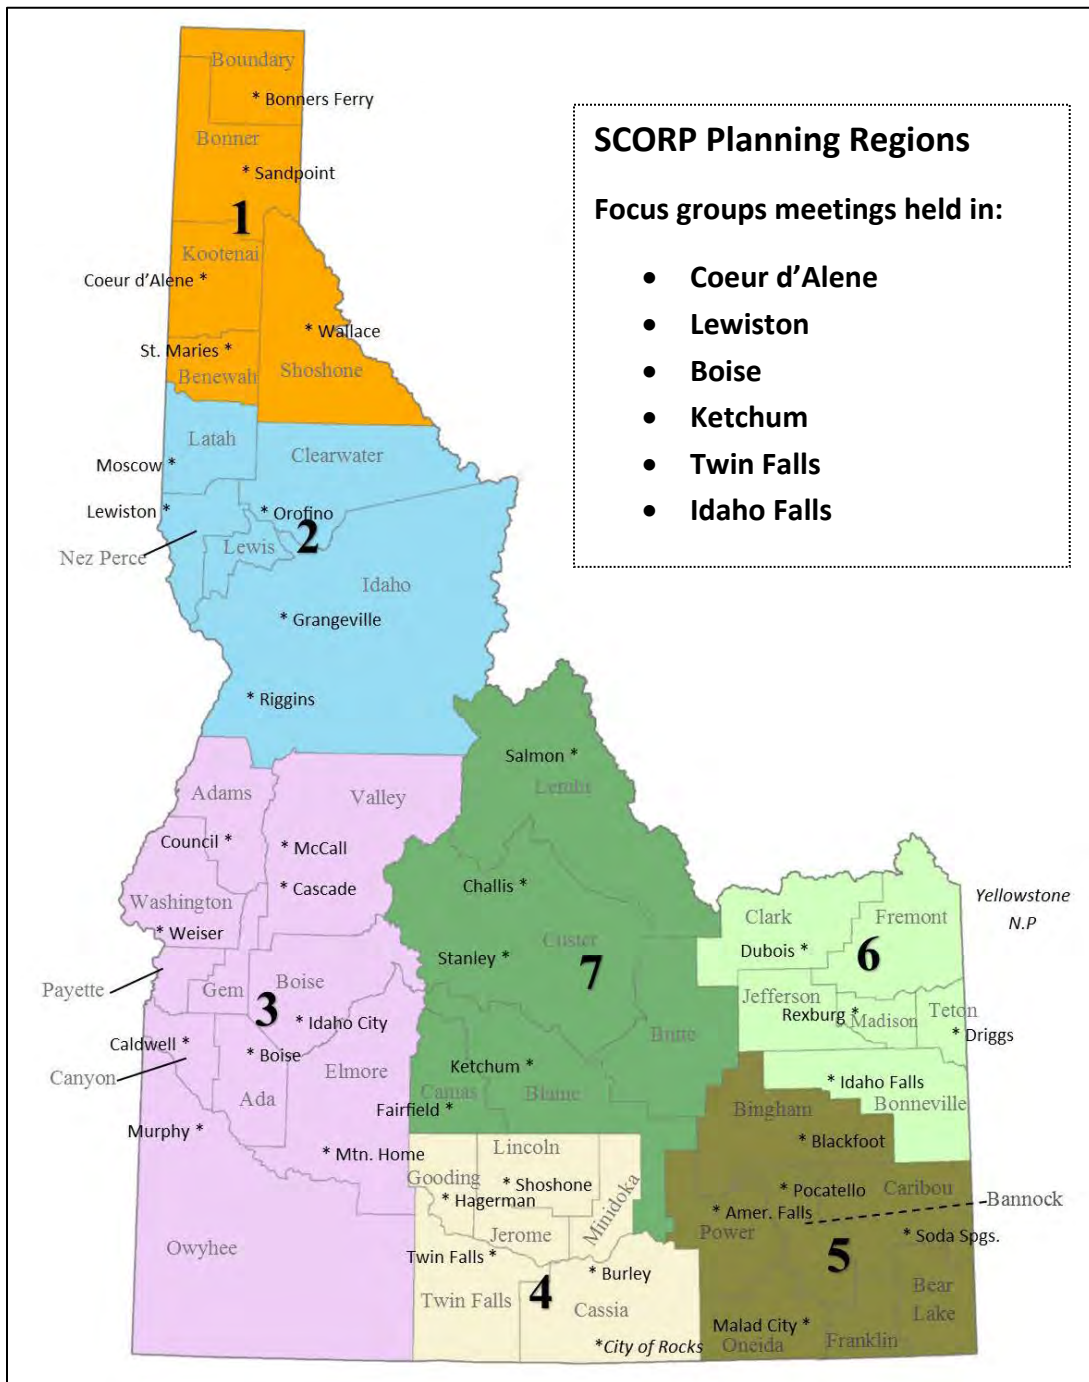 Boundary
* Bonners Ferry
Bonner
* Sandpoint
1
Kootenai
Coeur d’Alene *
* Wallace
St. Maries *
Benewah
Shoshone
SCORP Planning Regions
Focus groups meetings held in:
• Coeur d’Alene
• Lewiston
• Boise
• Ketchum
• Twin Falls
• Idaho Falls
Latah
Clearwater
Moscow *
Lewiston *
* Orofino
2
Nez Perce
Lewis
Idaho
* Grangeville
* Riggins
Salmon *
Lemhi
Adams
Valley
Council *
* McCall
* Cascade
Challis *
Washington
* Weiser
Custer
Stanley *
7
Clark
Fremont
Yellowstone
N.P
Dubois *
6
Payette
Gem
Boise
3
* Idaho City
Jefferson
Rexburg *
Madison
Teton
* Driggs
Butte
Caldwell *
Canyon
* Boise
Elmore
Ada
Ketchum *
Camas
Blaine
Fairfield *
* Idaho Falls
Bonneville
Bingham
* Blackfoot
Murphy *
* Mtn. Home
Lincoln
Gooding
* Shoshone
* Hagerman
Minidoka
Jerome
* Pocatello
Caribou
Bannock
* Amer. Falls
Power
* Soda Spgs.
Owyhee
Twin Falls *
* Burley
5
Twin Falls
4
Cassia
Bear
Lake
Malad City *
Oneida
Franklin
*City of Rocks